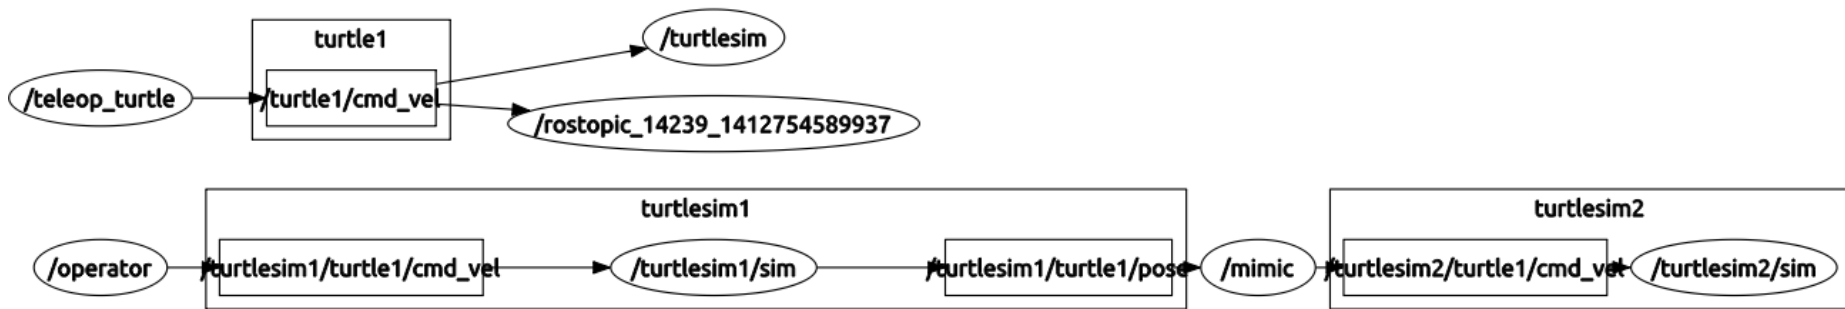 turtle1
/turtlesim
/teleop_turtle
/turtle1/cmd_vel
/rostopic_14239_1412754589937
turtlesim1
turtlesim2
/operator
/turtlesim1/turtle1/cmd_vel
/turtlesim1/sim
/turtlesim1/turtle1/pose
/mimic
/turtlesim2/turtle1/cmd_vel
/turtlesim2/sim